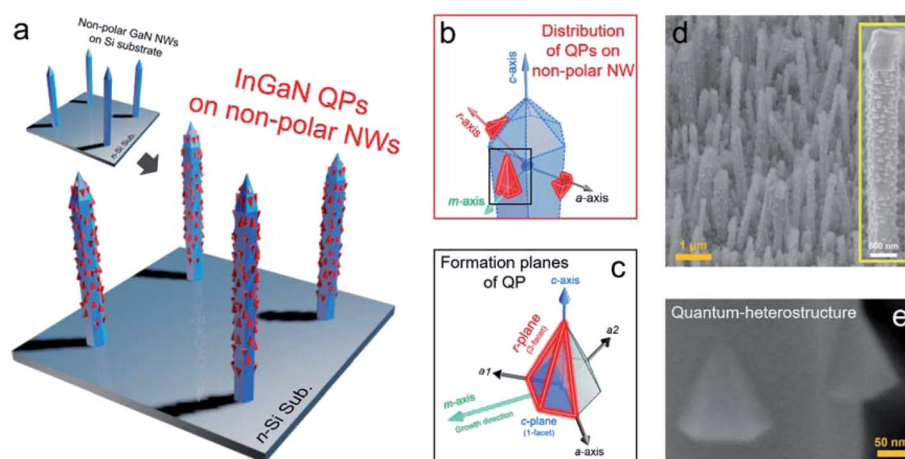 a
Non-polar GaN NWs
on Si substrate
n-Si Sub.
InGaN QPs
on non-polar NWs
n-Si Sub.
b
Distribution
of QPs on
non-polar NW
c-axis
r-axis
m-axis
a-axis
Formation planes
of QP
c
c-axis
r-plane
(3-facet)
a2
a1
m-axis
Growth direction
c-plane
(1-facet)
a-axis
d
1 μm
500 nm
Quantum-heterostructure
e
50 nm